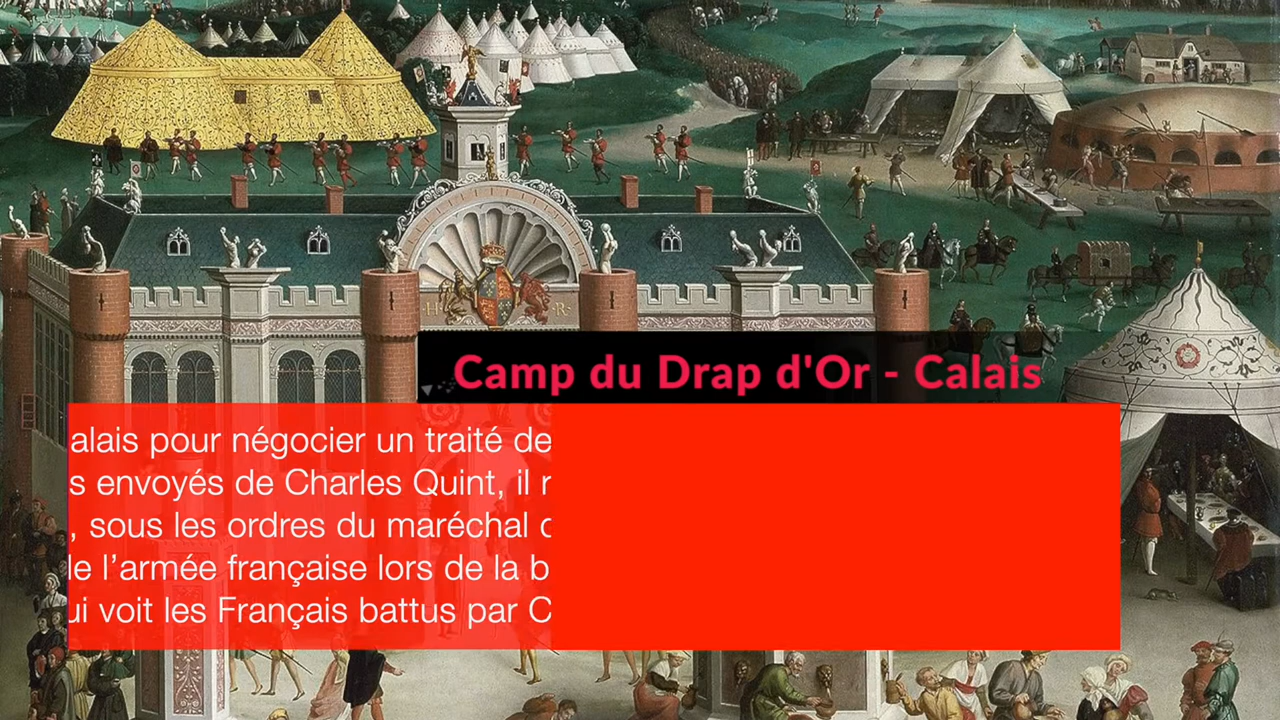 Camp du Drap d'Or - Calais
alais pour négocier un traité de
s envoyés de Charles Quint, il r
, sous les ordres du maréchal
le l’armée française lors de la b
ui voit les Français battus par C
H R